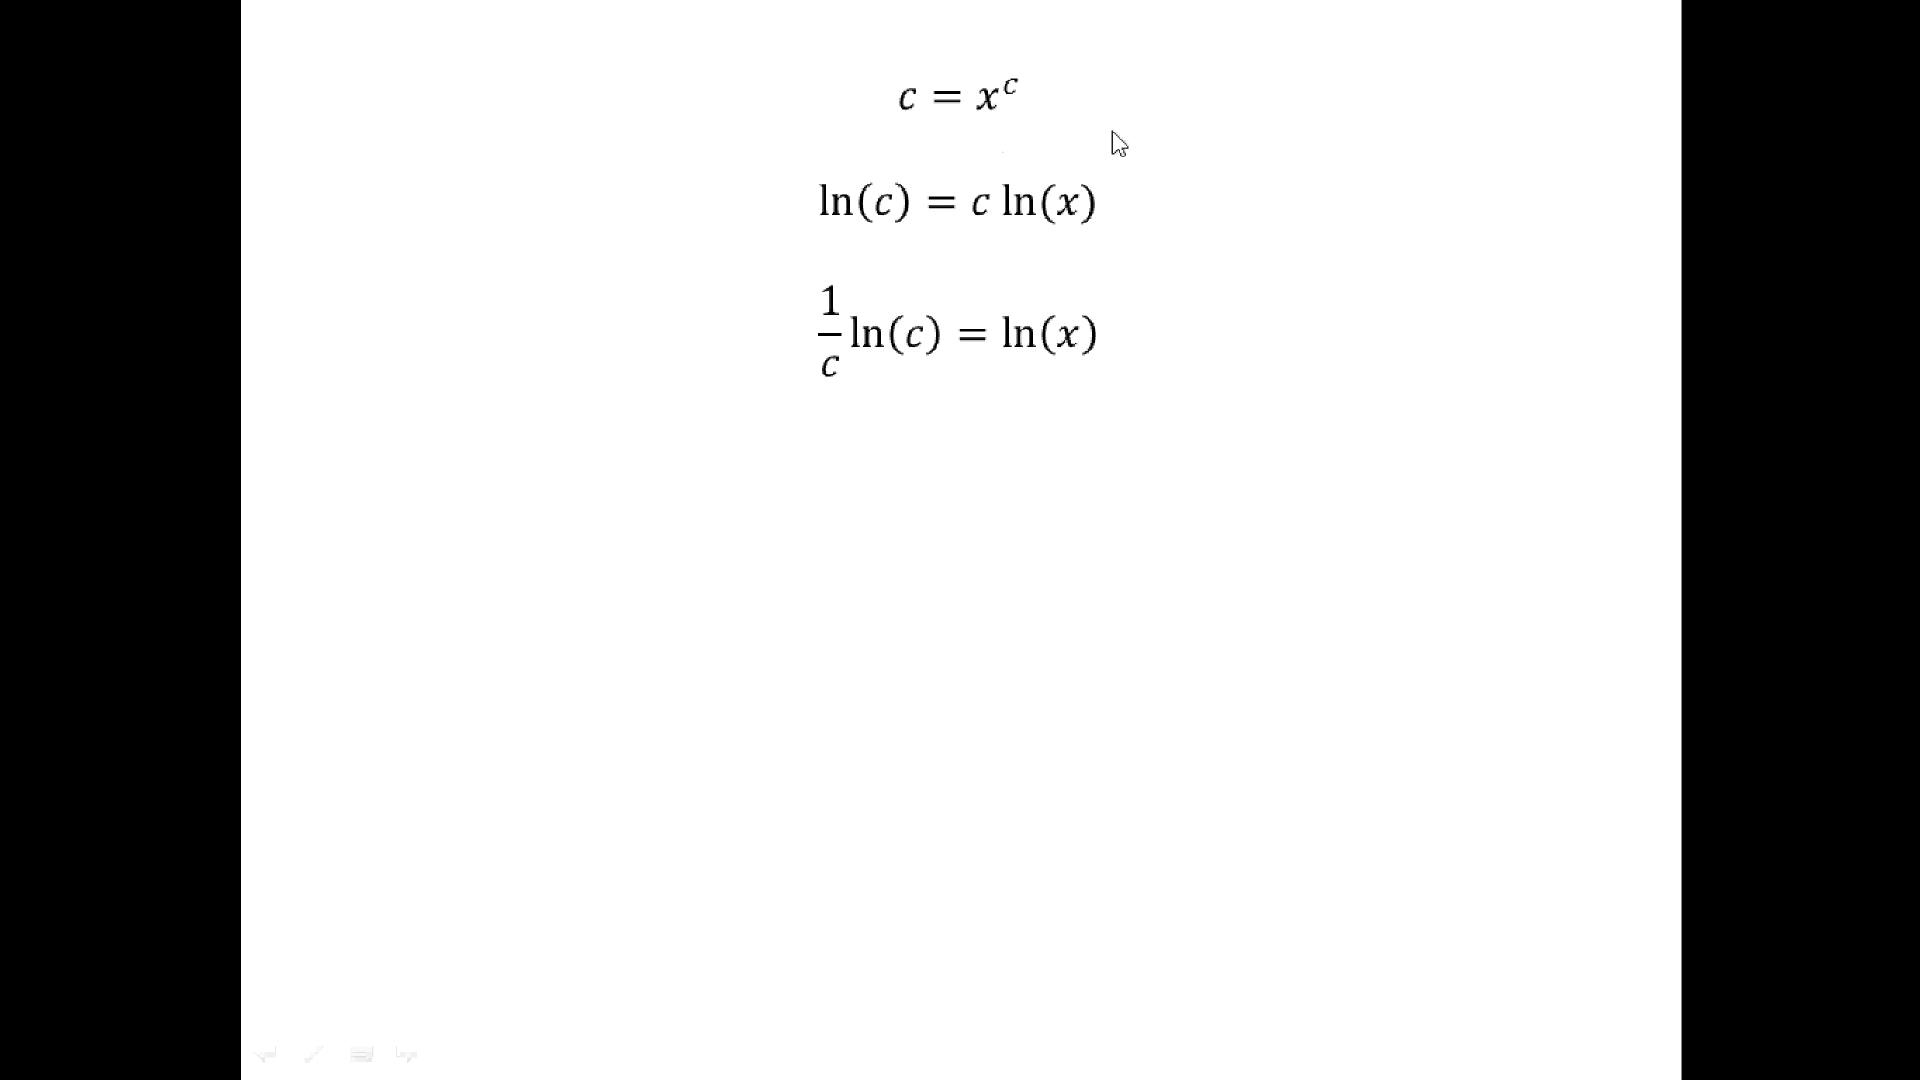 c = x^c
ln(c) = c ln(x)
1/c ln(c) = ln(x)